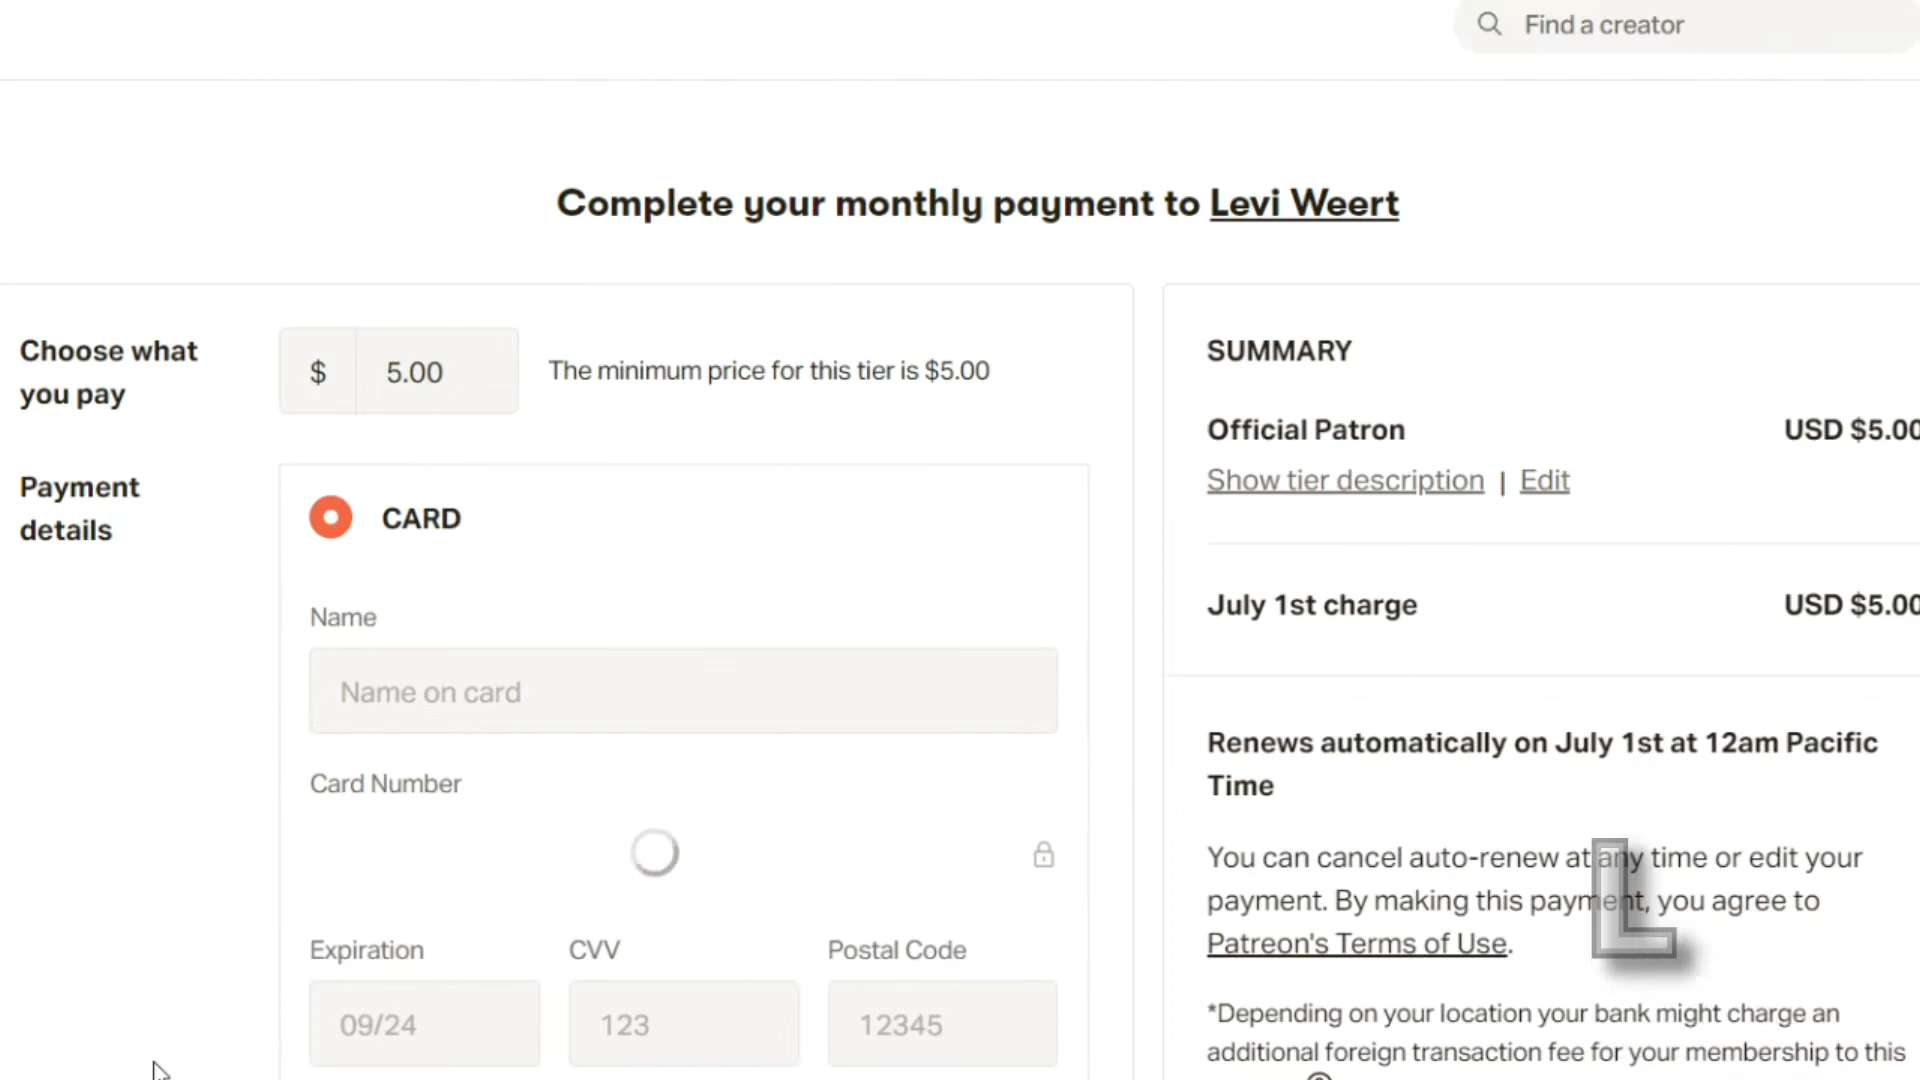 Find a creator
Complete your monthly payment to Levi Weert
Choose what
you pay
$ 5.00
The minimum price for this tier is $5.00
Payment
details
CARD
Name
Name on card
Card Number
Expiration
CVV
Postal Code
09/24
123
12345
SUMMARY
Official Patron
USD $5.00
Show tier description | Edit
July 1st charge
USD $5.00
Renews automatically on July 1st at 12am Pacific
Time
You can cancel auto-renew at any time or edit your
payment. By making this payment, you agree to
Patreon's Terms of Use.
*Depending on your location your bank might charge an
additional foreign transaction fee for your membership to this
L